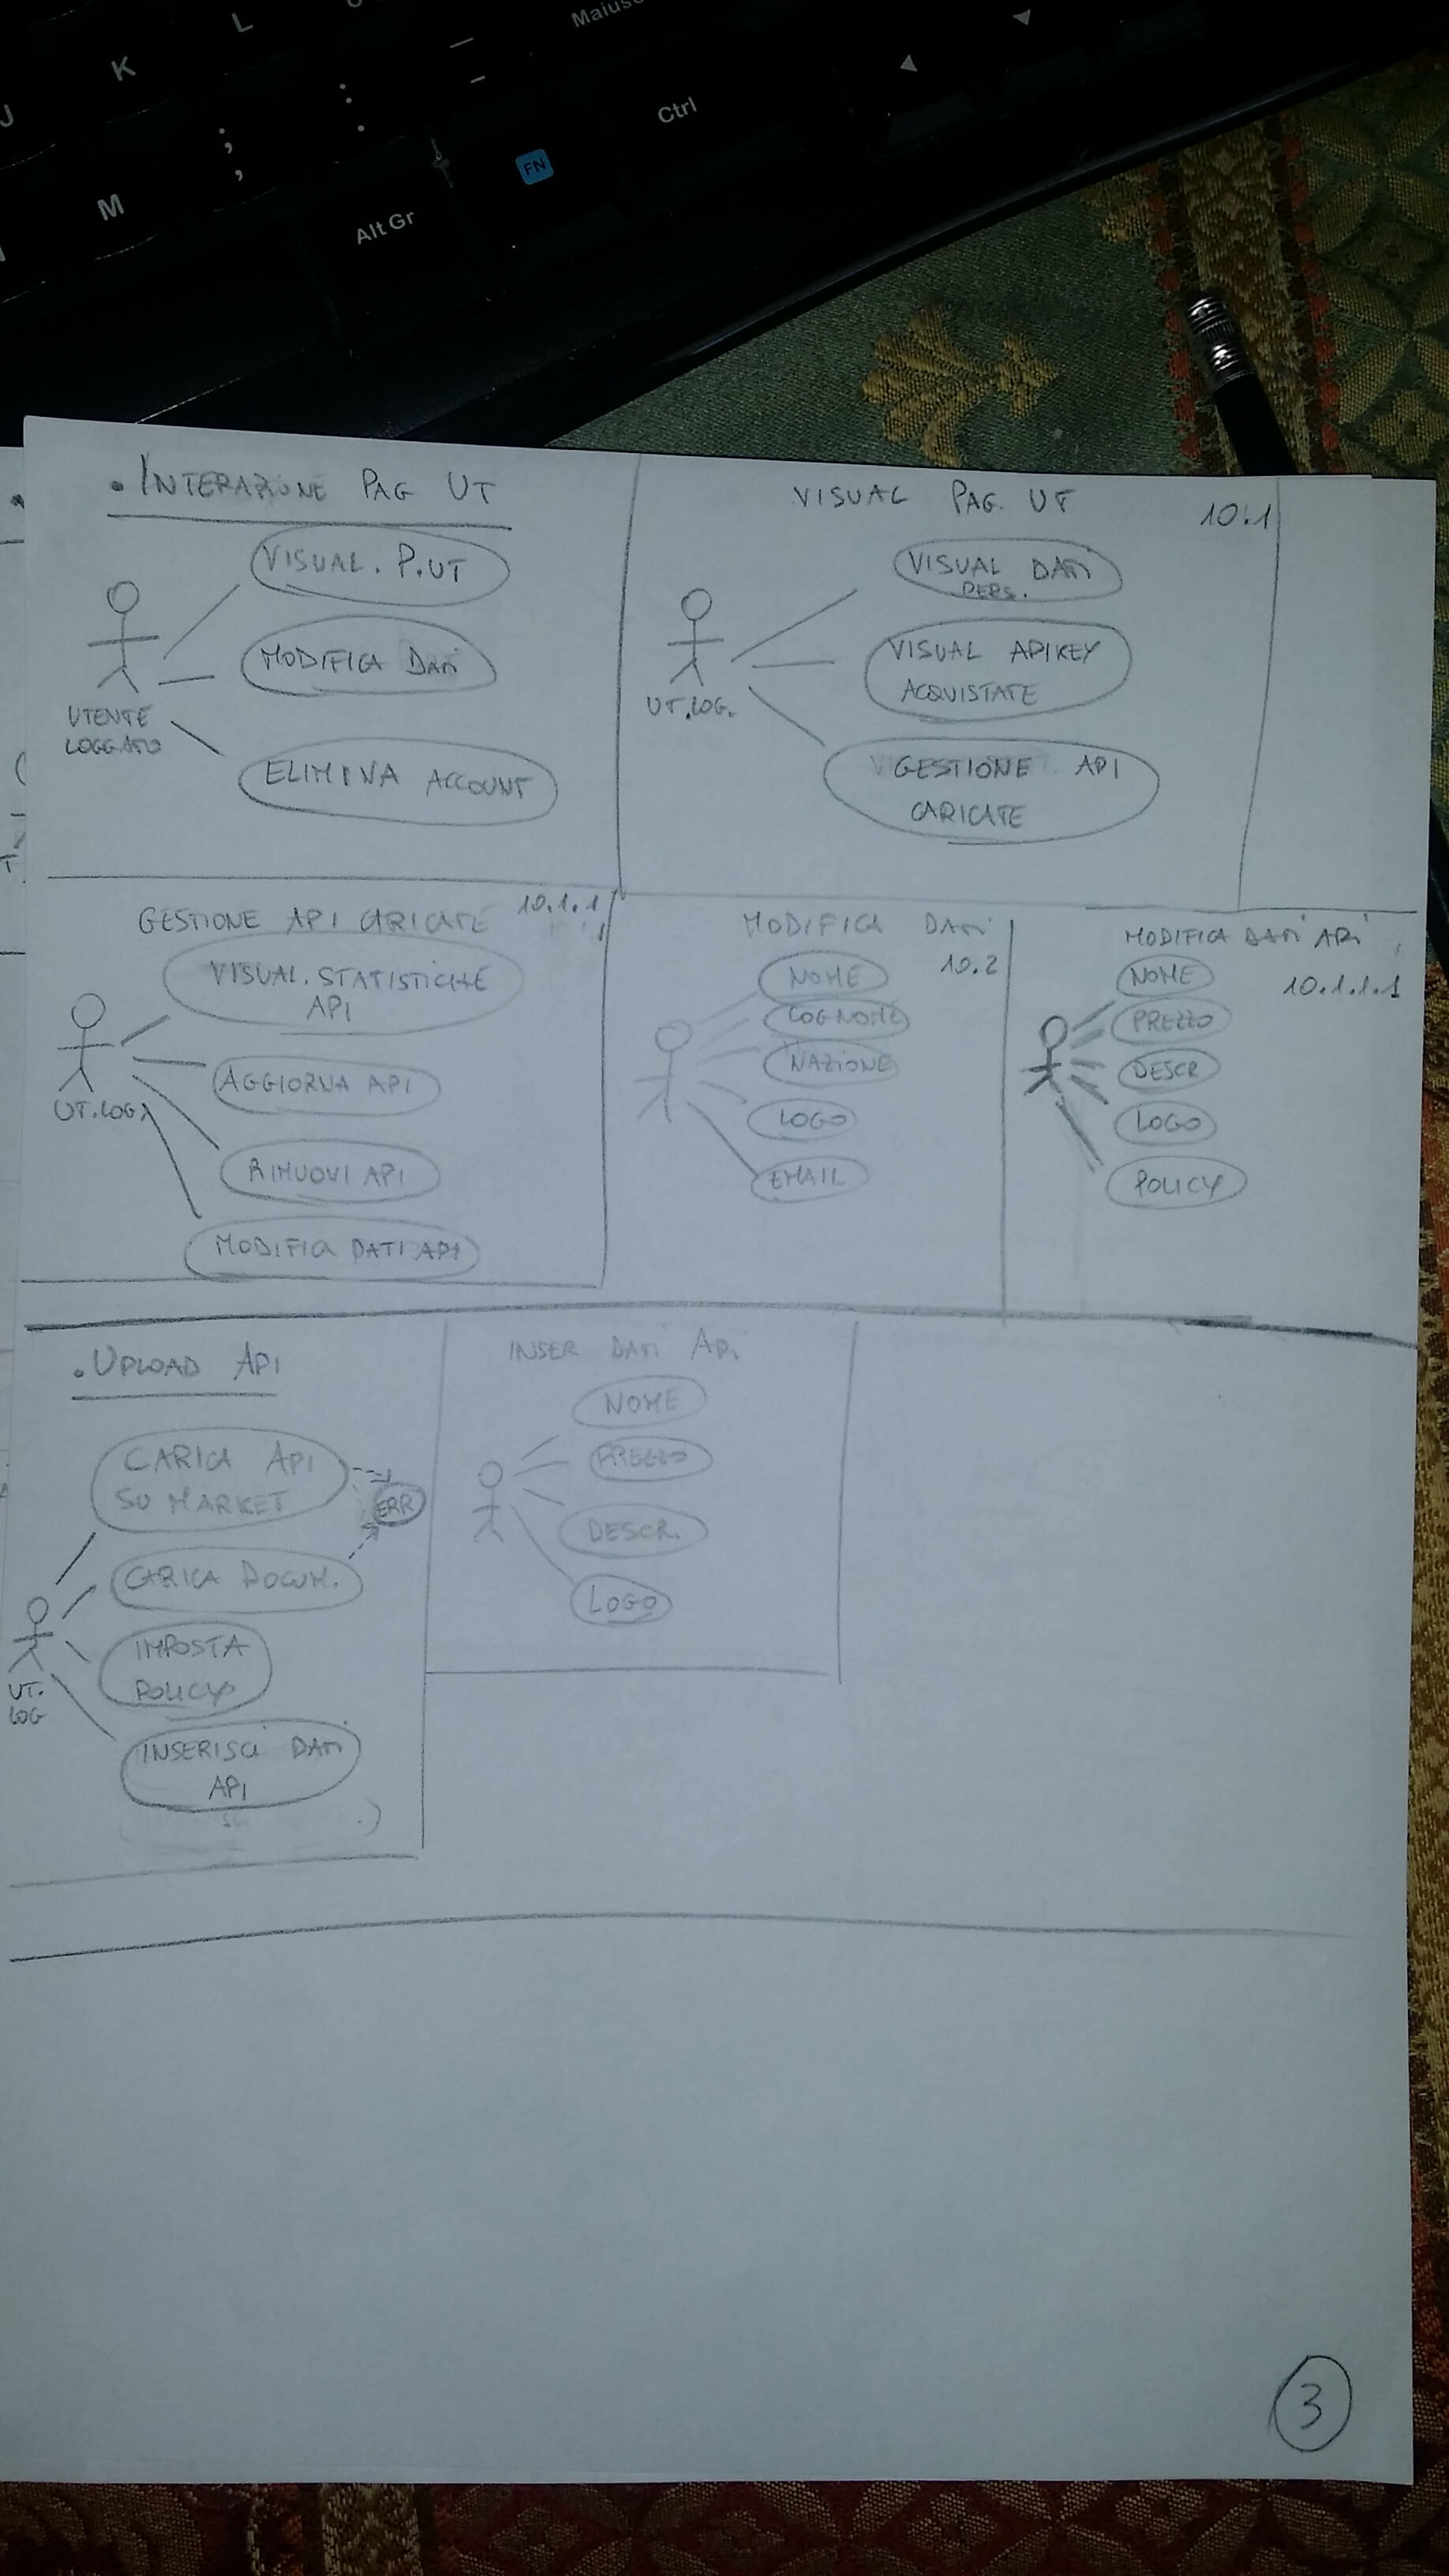 J
K
L
M
;
,
:
.
_
-
Maiusc
Ctrl
FN
Alt Gr
• INTERAZIONE PAG UT
VISUAL. P.UT
MODIFICA DATI
ELIMINA ACCOUNT
UTENTE
LOGGATO
VISUAL PAG. UT
10.1
VISUAL DATI
PERS.
VISUAL APIKEY
ACQUISTATE
GESTIONE API
CARICATE
UT.LOG.
GESTIONE API CARICATE
10.1.1
VISUAL.STATISTICHE
API
AGGIORNA API
RIMUOVI API
MODIFICA DATI API
UT.LOG.
MODIFICA DATI
10.2
NOME
COGNOME
NAZIONE
LOGO
EMAIL
MODIFICA DATI API
10.1.1.1
NOME
PREZZO
DESCR
LOGO
POLICY
• UPLOAD API
CARICA API
SU MARKET
ERR
CARICA DOCUM.
IMPOSTA
POLICY
INSERISCI DATI
API
UT.
LOG
INSER DATI API
NOME
PREZZO
DESCR.
LOGO
3